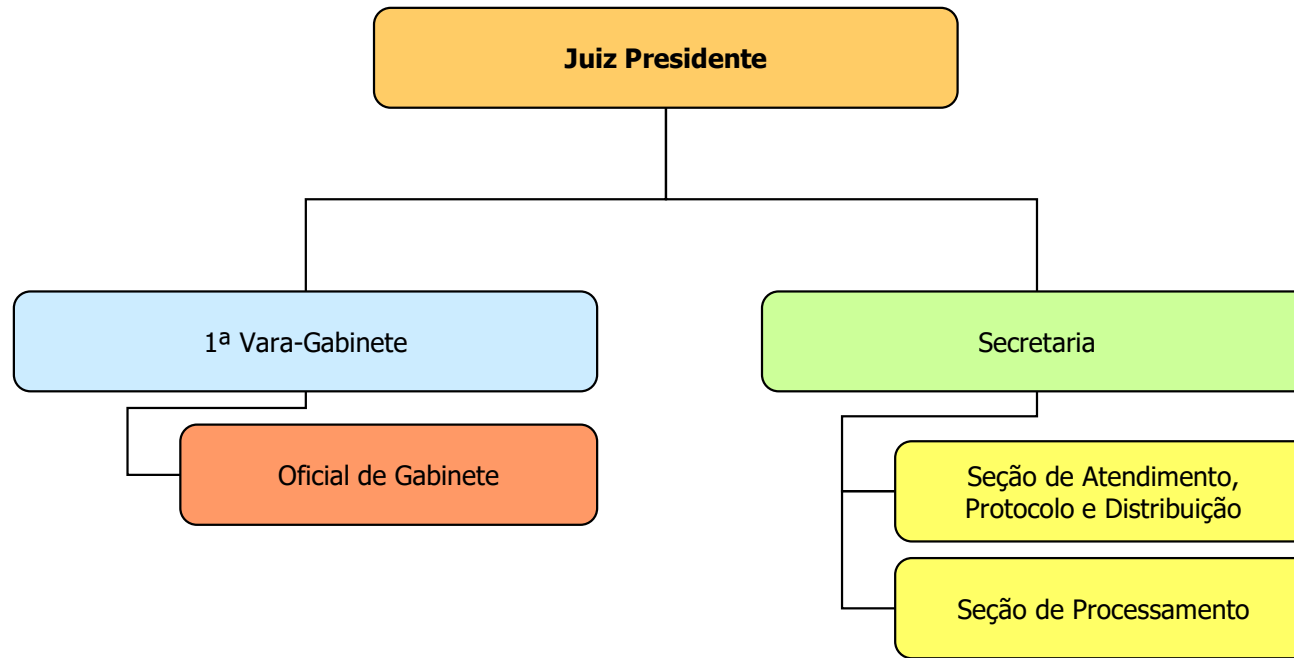 Juiz Presidente
1ª Vara-Gabinete
Secretaria
Oficial de Gabinete
Seção de Atendimento,
Protocolo e Distribuição
Seção de Processamento